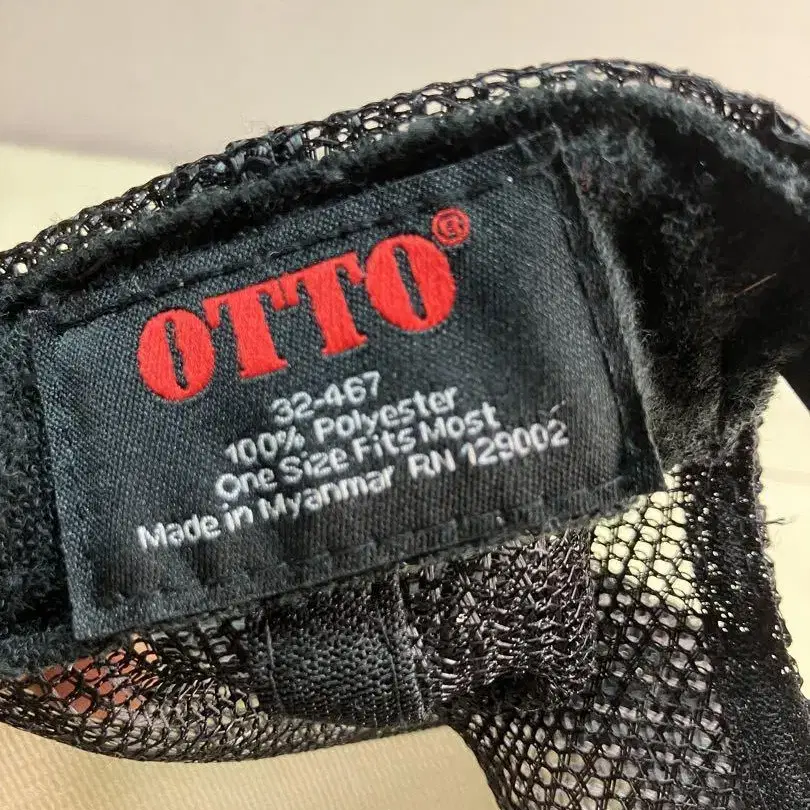 OTTO®
32-467
100% Polyester
One Size Fits Most
Made in Myanmar RN 129002